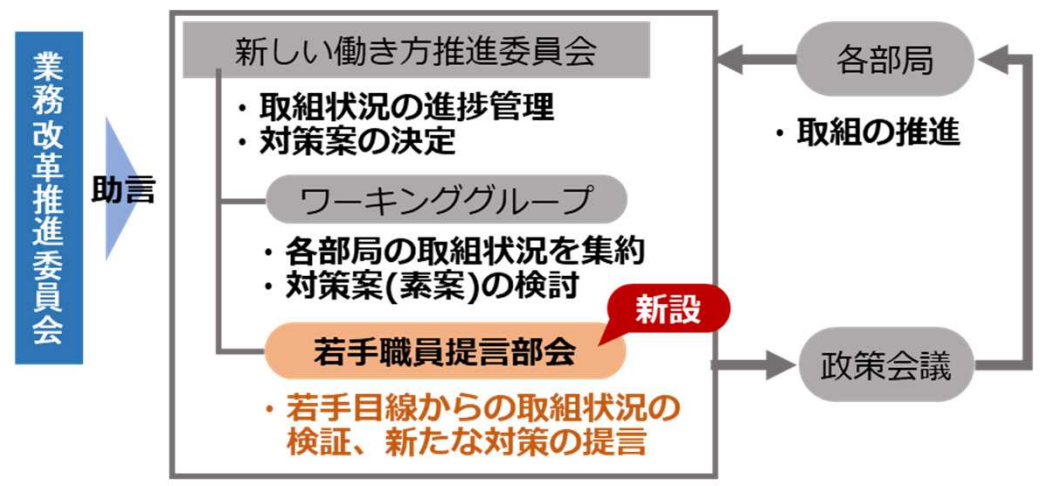 業務改革推進委員会
助言
新しい働き方推進委員会
・取組状況の進捗管理
・対策案の決定
ワーキンググループ
・各部局の取組状況を集約
・対策案(素案)の検討
新設
若手職員提言部会
・若手目線からの取組状況の
検証、新たな対策の提言
各部局
・取組の推進
政策会議